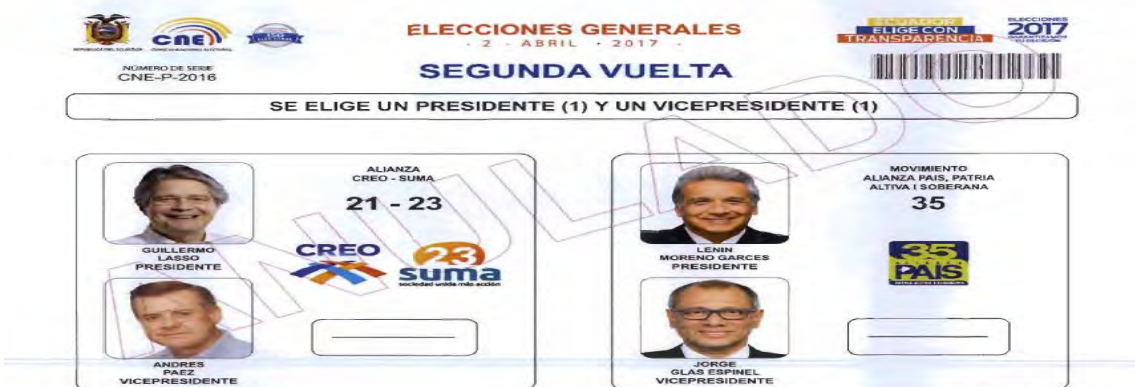 CNE
ELECCIONES GENERALES
· 2 · ABRIL · 2017 ·
ECUADOR
ELIGE CON
TRANSPARENCIA
ELECCIONES
2017
NÚMERO DE SERIE
CNE-P-2016
SEGUNDA VUELTA
SE ELIGE UN PRESIDENTE (1) Y UN VICEPRESIDENTE (1)
ANULADO
ALIANZA
CREO - SUMA
21 - 23
GUILLERMO
LASSO
PRESIDENTE
CREO
23
suma
sociedad unida más acción
ANDRES
PAEZ
VICEPRESIDENTE
MOVIMIENTO
ALIANZA PAIS, PATRIA
ALTIVA I SOBERANA
35
LENIN
MORENO GARCES
PRESIDENTE
35
PAIS
JORGE
GLAS ESPINEL
VICEPRESIDENTE